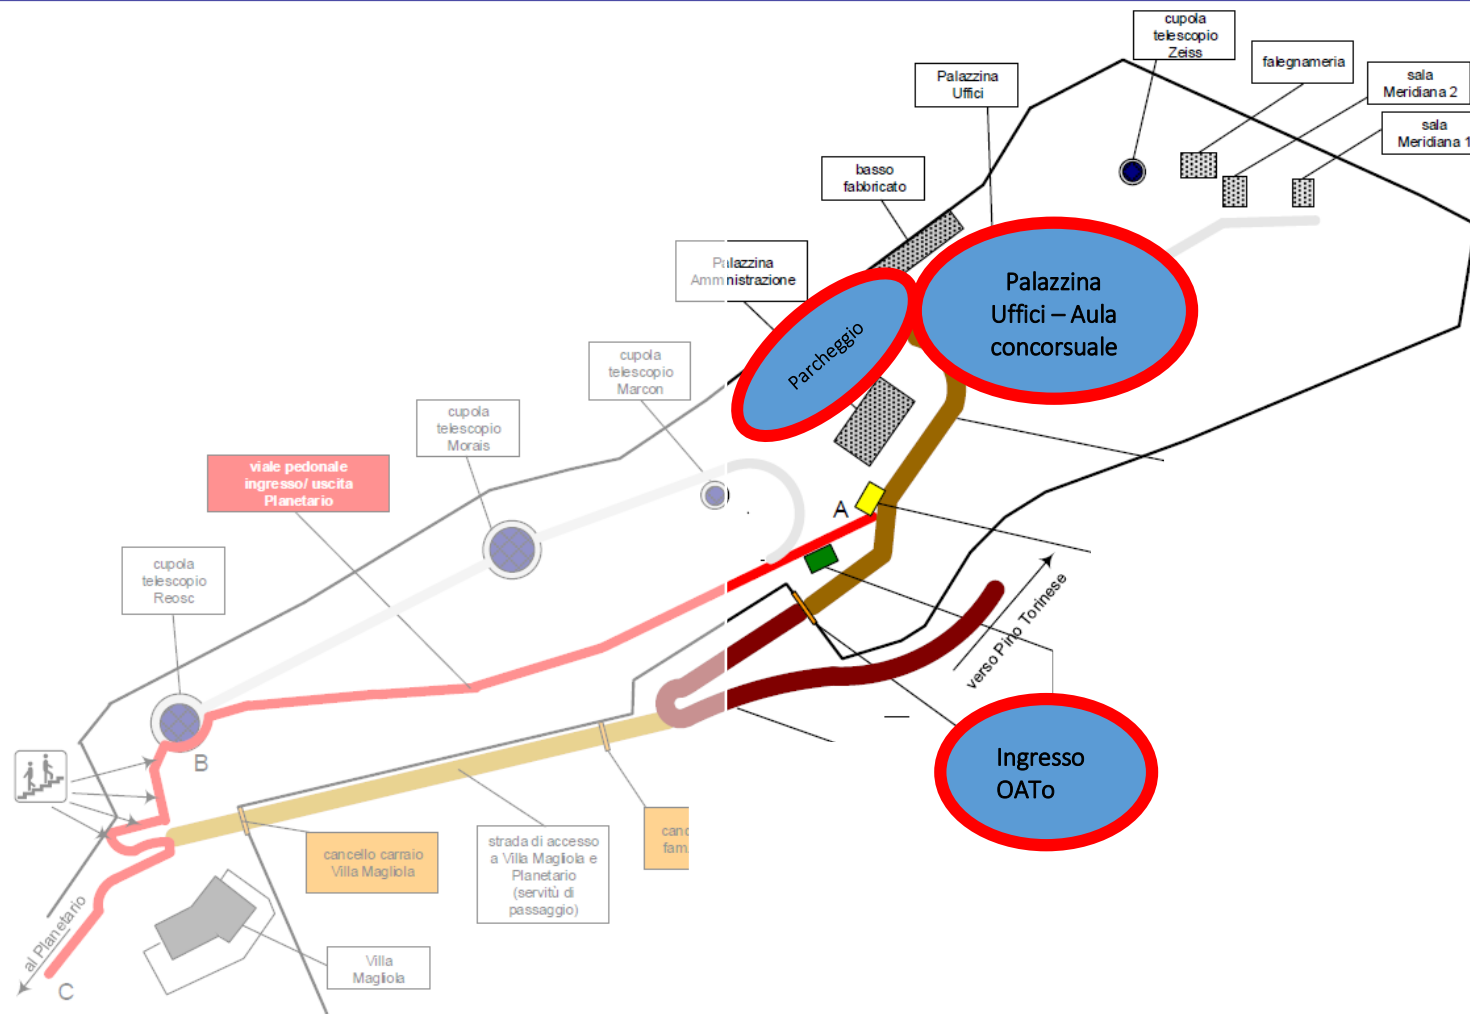 cupola
telescopio
Zeiss
falegnameria
sala
Meridiana 2
sala
Meridiana 1
Palazzina
Uffici
basso
fabbricato
Palazzina
Amministrazione
Palazzina
Uffici – Aula
concorsuale
Parcheggio
cupola
telescopio
Marcon
cupola
telescopio
Morais
viale pedonale
ingresso/ uscita
Planetario
A
cupola
telescopio
Reosc
verso Pino Torinese
B
Ingresso
OATo
cancello carraio
Villa Magliola
strada di accesso
a Villa Magliola e
Planetario
(servitù di
passaggio)
canc
fam.
al Planetario
Villa
Magliola
C